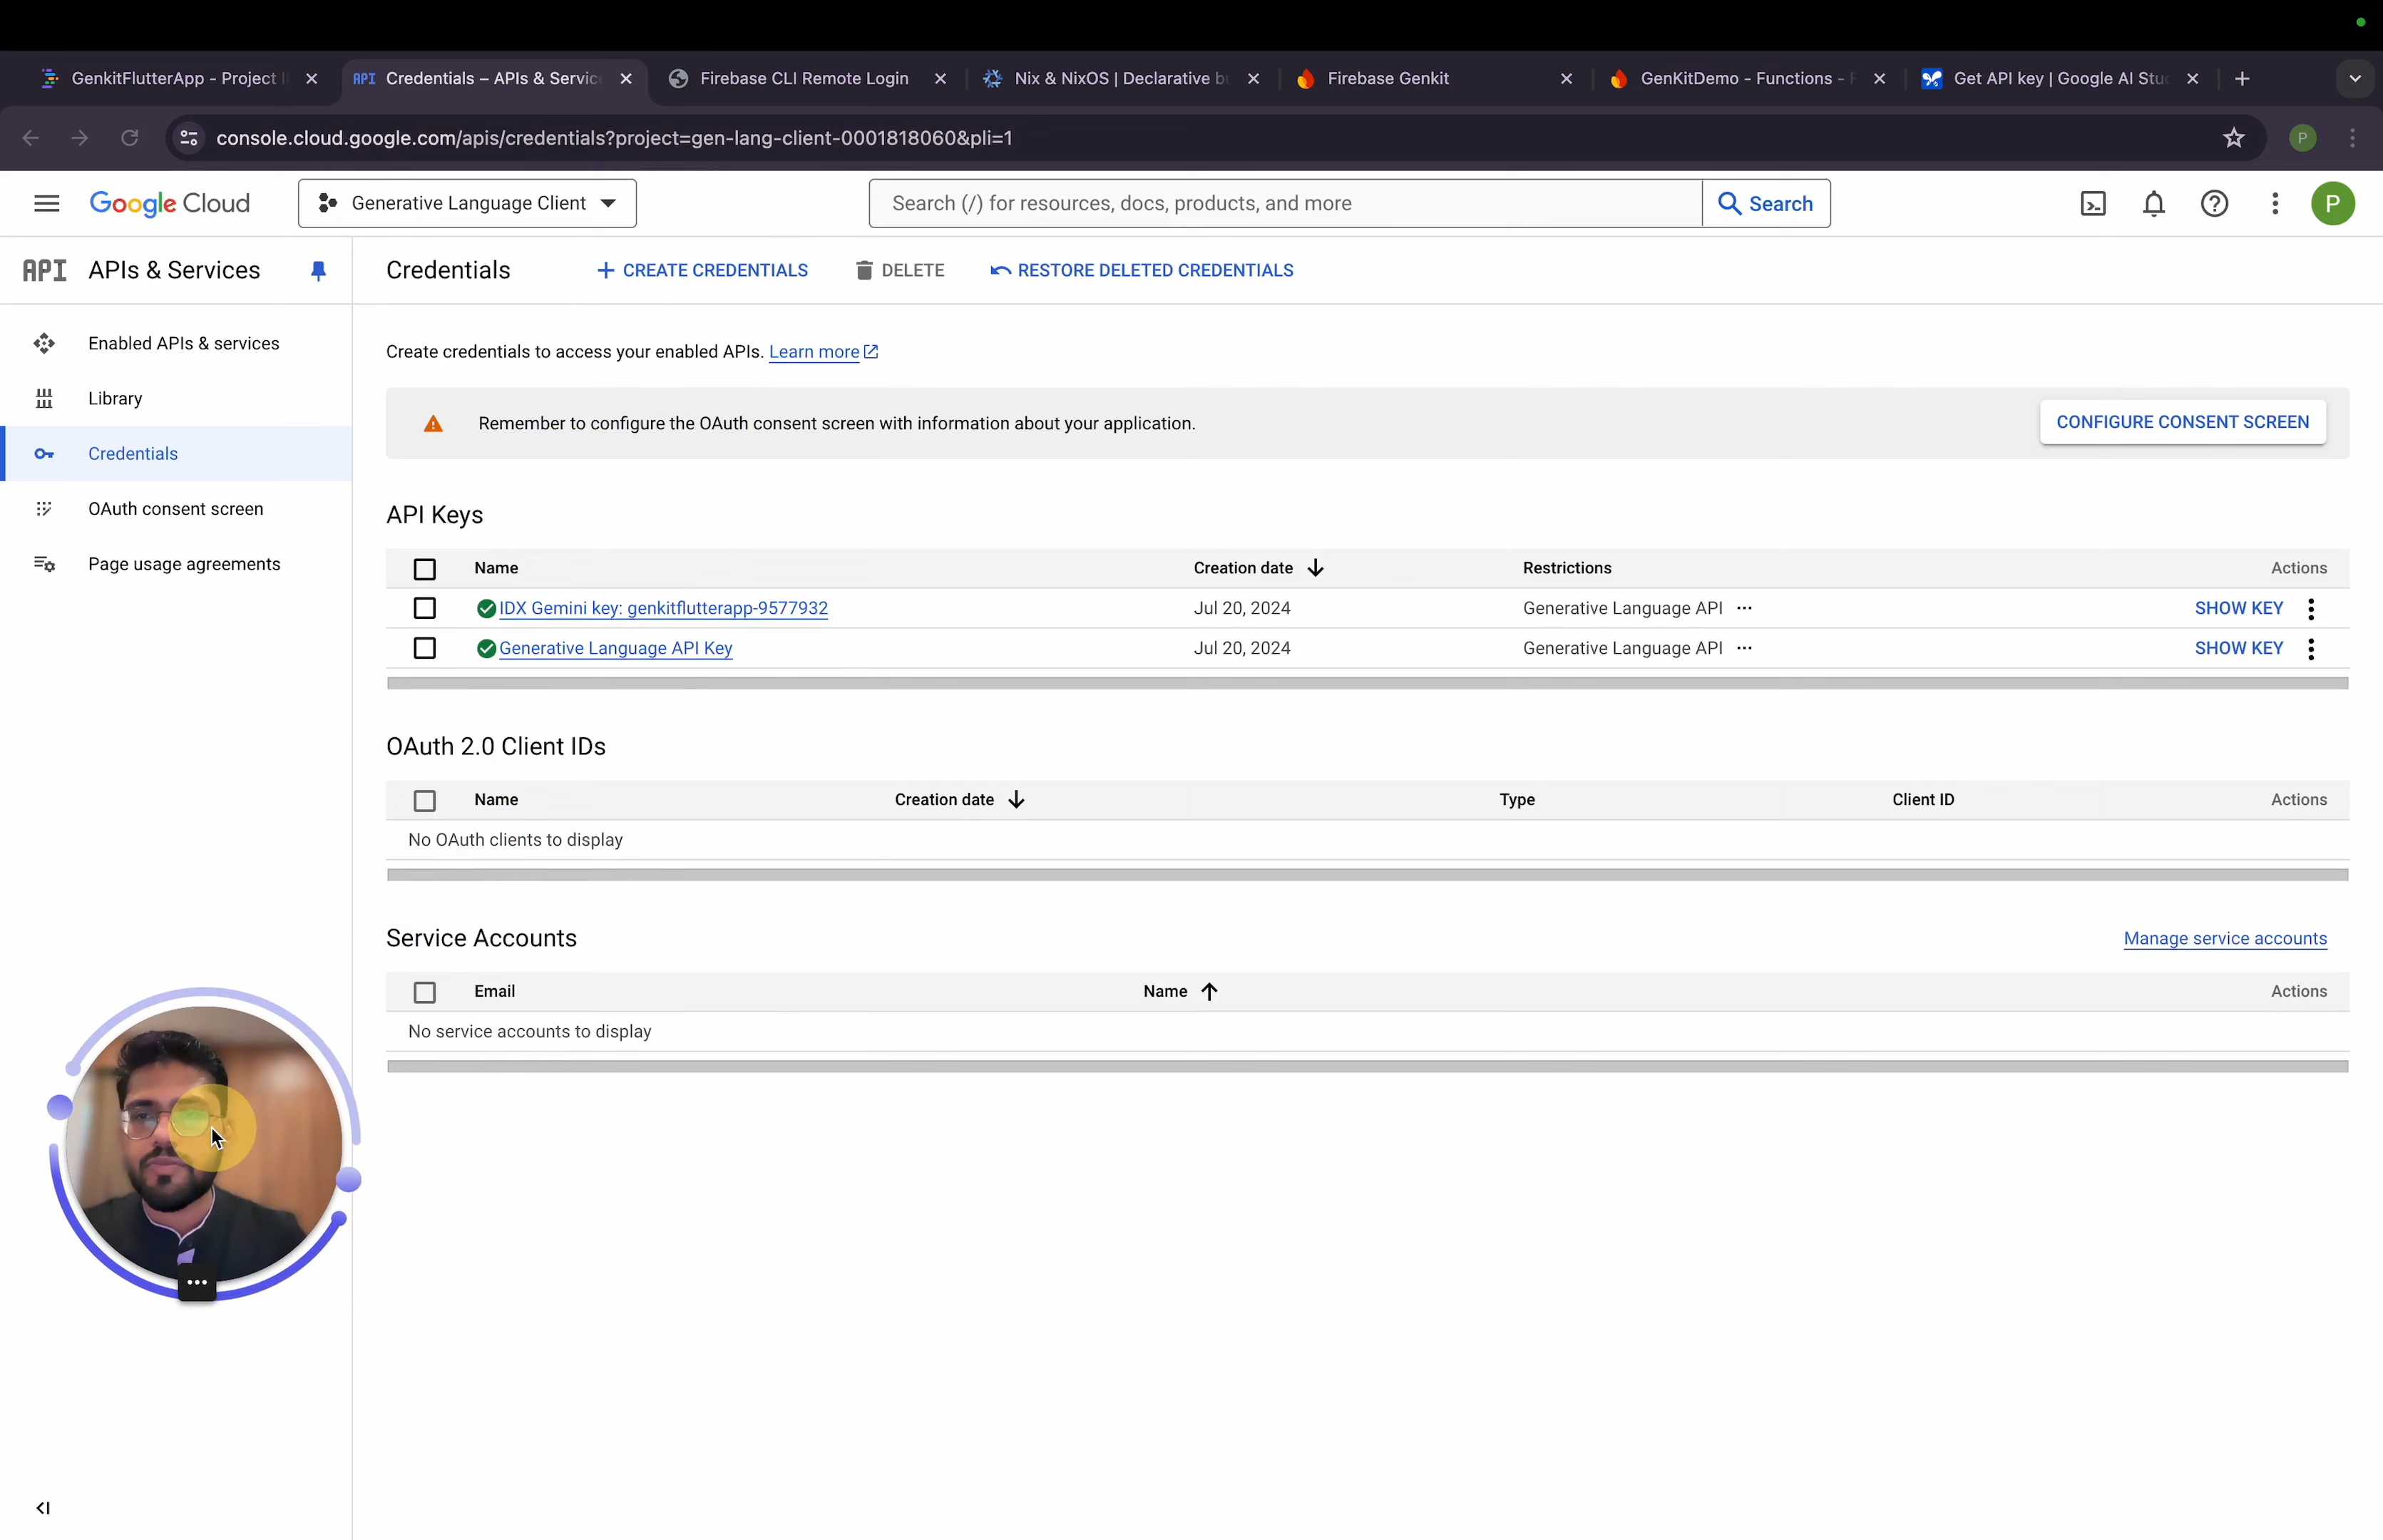 GenkitFlutterApp - Project I
Credentials – APIs & Servic
Firebase CLI Remote Login
Nix & NixOS | Declarative bu
Firebase Genkit
GenKitDemo - Functions - F
Get API key | Google AI Stu
console.cloud.google.com/apis/credentials?project=gen-lang-client-0001818060&pli=1
P
Google Cloud
Generative Language Client
Search (/) for resources, docs, products, and more
Search
P
API
APIs & Services
Credentials
CREATE CREDENTIALS
DELETE
RESTORE DELETED CREDENTIALS
Enabled APIs & services
Library
Credentials
OAuth consent screen
Page usage agreements
Create credentials to access your enabled APIs. Learn more
Remember to configure the OAuth consent screen with information about your application.
CONFIGURE CONSENT SCREEN
API Keys
Name Creation date Restrictions Actions
IDX Gemini key: genkitflutterapp-9577932 Jul 20, 2024 Generative Language API ... SHOW KEY
Generative Language API Key Jul 20, 2024 Generative Language API ... SHOW KEY
OAuth 2.0 Client IDs
Name Creation date Type Client ID Actions
No OAuth clients to display
Service Accounts
Manage service accounts
Email Name Actions
No service accounts to display